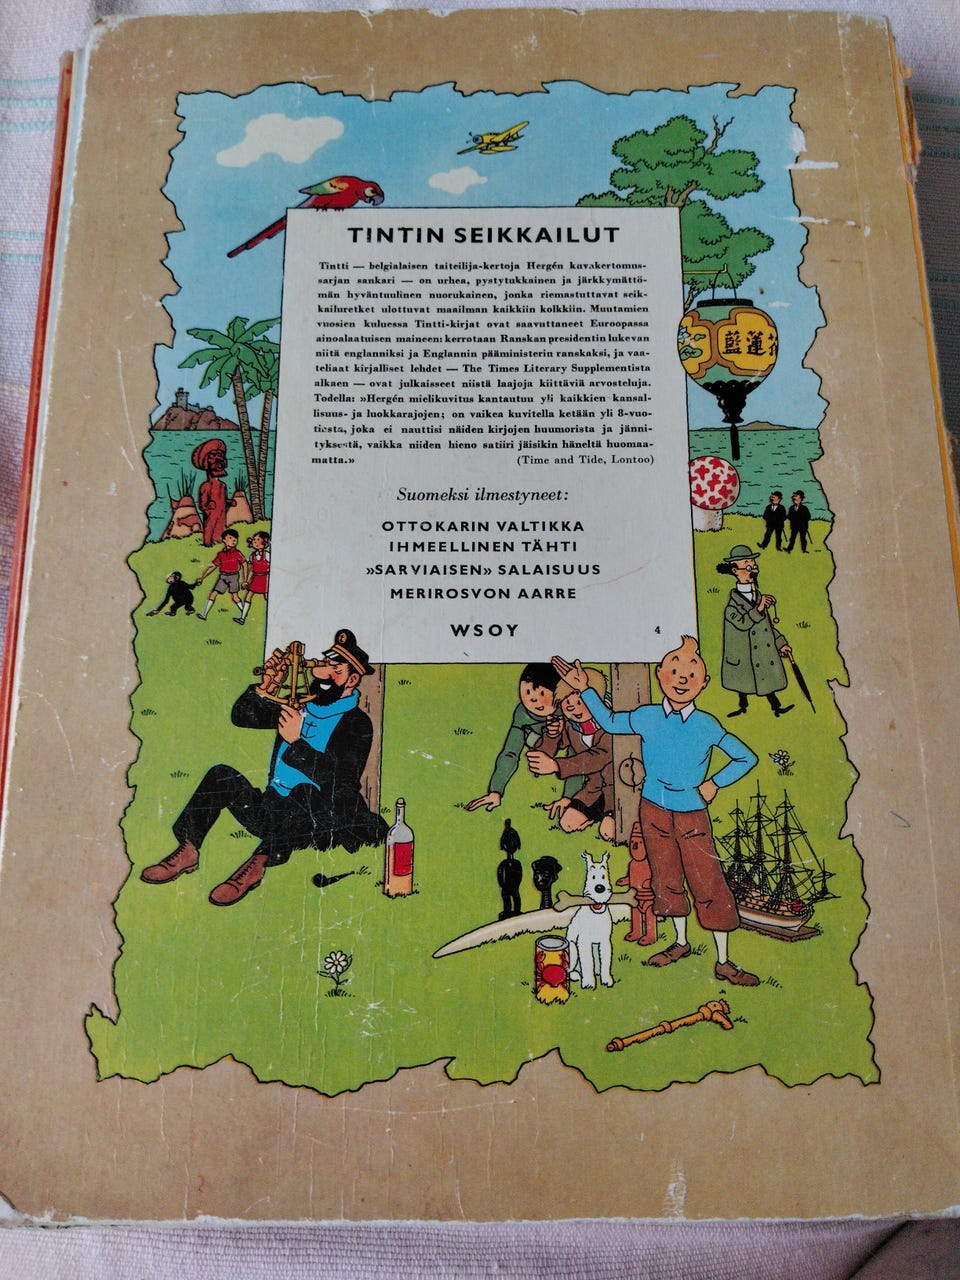 TINTIN SEIKKAILUT
Tintti — belgialaisen taiteilija-kertoja Hergén kuvakertomus-
sarjan sankari — on urhea, pystytukkainen ja järkkymättö-
män hyväntuulinen nuorukainen, jonka riemastuttavat seik-
kailuretket ulottuvat maailman kaikkiin kolkkiin. Muutamien
vuosien kuluessa Tintti-kirjat ovat saavuttaneet Euroopassa
ainoalaatuisen maineen: kerrotaan Ranskan presidentin lukevan
niitä englanniksi ja Englannin pääministerin ranskaksi, ja vaa-
teliaat kirjalliset lehdet — The Times Literary Supplementista
alkaen — ovat julkaisseet niistä laajoja kiittäviä arvosteluja.
Todella: »Hergén mielikuvitus kantautuu yli kaikkien kansal-
lisuus- ja luokkarajojen; on vaikea kuvitella ketään yli 8-vuo-
tiasta, joka ei nauttisi näiden kirjojen huumorista ja jänni-
tyksestä, vaikka niiden hieno satiiri jäisikin häneltä huomaa-
matta.» (Time and Tide, Lontoo)
Suomeksi ilmestyneet:
OTTOKARIN VALTIKKA
IHMEELLINEN TÄHTI
»SARVIAISEN» SALAISUUS
MERIROSVON AARRE
WSOY 4
藍蓮花